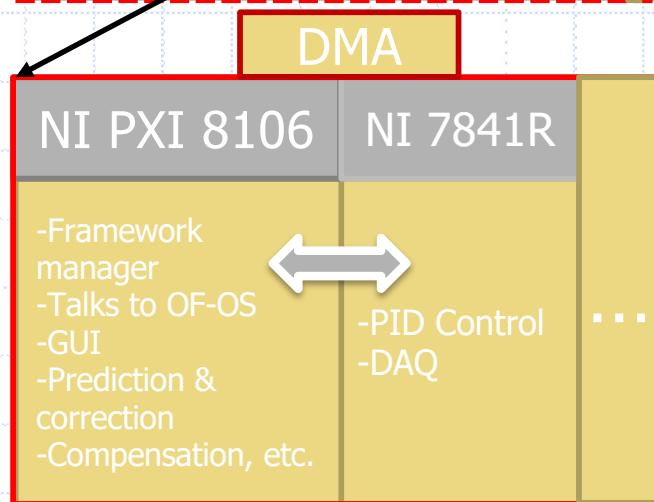 DMA
NI PXI 8106
NI 7841R
-Framework
manager
-Talks to OF-OS
-GUI
-Prediction &
correction
-Compensation, etc.
-PID Control
-DAQ
...